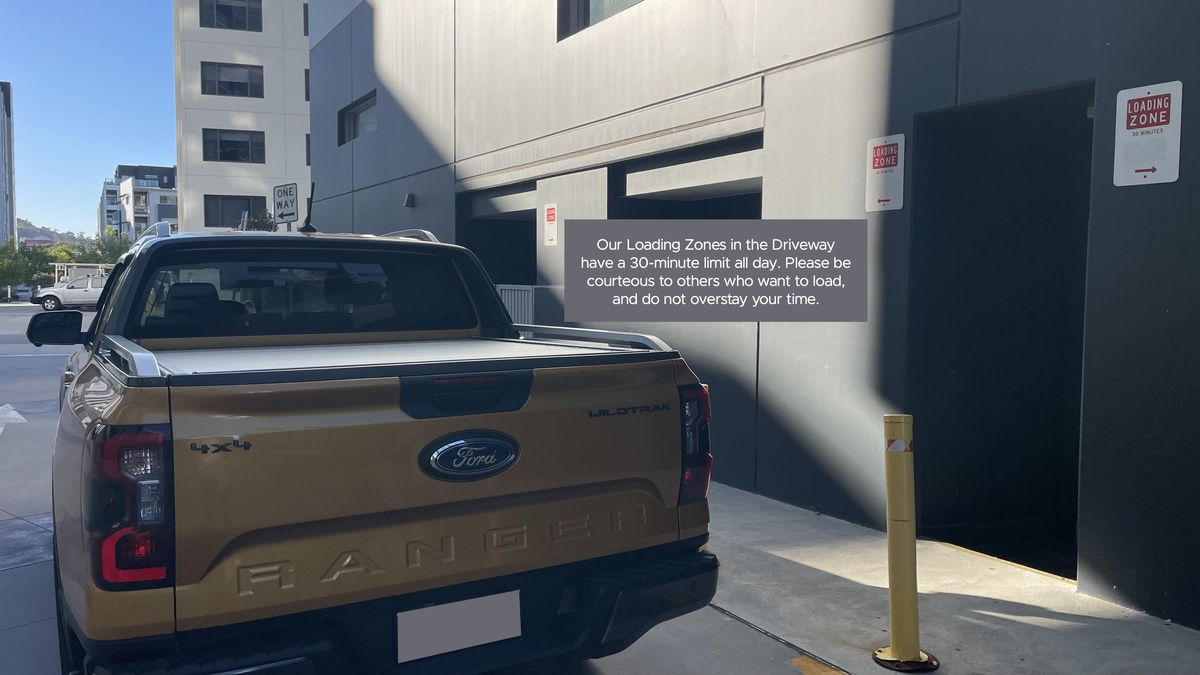 ONE
WAY
LOADING
ZONE
30 MINUTES
LOADING
ZONE
Our Loading Zones in the Driveway
have a 30-minute limit all day. Please be
courteous to others who want to load,
and do not overstay your time.
WILDTRAK
4x4
Ford
RANGER